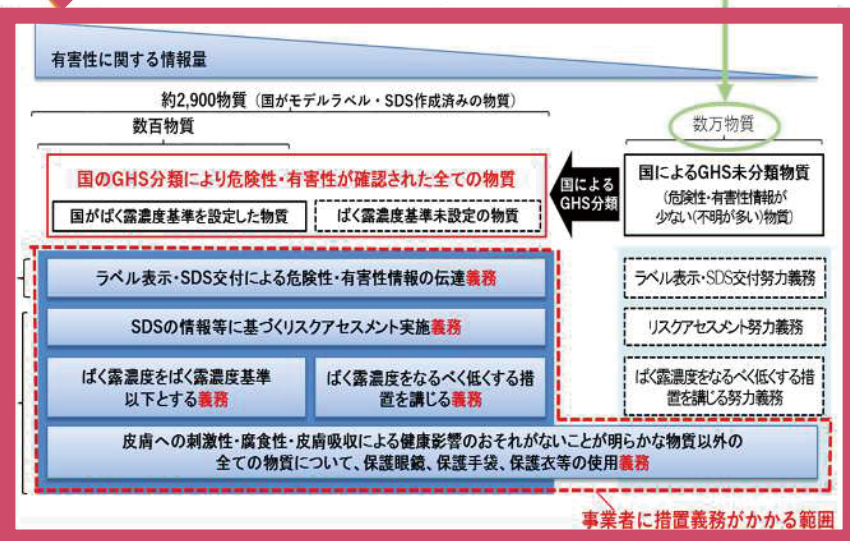 有害性に関する情報量
約2,900物質（国がモデルラベル・SDS作成済みの物質）
数百物質
数万物質
国のGHS分類により危険性・有害性が確認された全ての物質
国がばく露濃度基準を設定した物質
ばく露濃度基準未設定の物質
国による
GHS分類
国によるGHS未分類物質
（危険性・有害性情報が
少ない（不明が多い）物質）
ラベル表示・SDS交付による危険性・有害性情報の伝達義務
ラベル表示・SDS交付努力義務
SDSの情報等に基づくリスクアセスメント実施義務
リスクアセスメント努力義務
ばく露濃度をばく露濃度基準
以下とする義務
ばく露濃度をなるべく低くする措
置を講じる義務
ばく露濃度をなるべく低くする措
置を講じる努力義務
皮膚への刺激性・腐食性・皮膚吸収による健康影響のおそれがないことが明らかな物質以外の
全ての物質について、保護眼鏡、保護手袋、保護衣等の使用義務
事業者に措置義務がかかる範囲